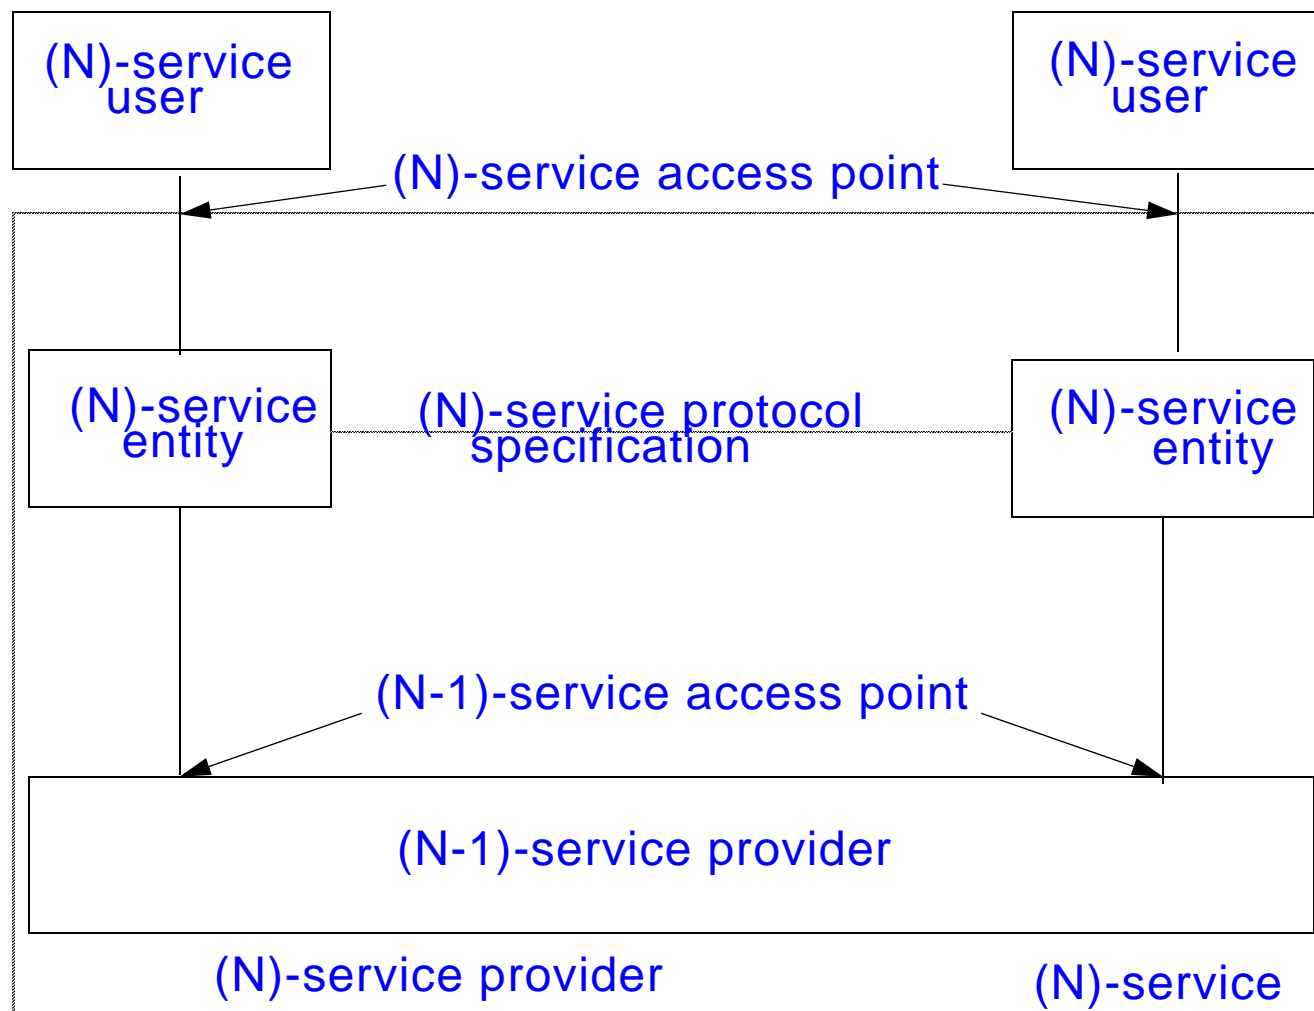 (N)-service
user
(N)-service
user
(N)-service access point
(N)-service
entity
(N)-service protocol
specification
(N)-service
entity
(N-1)-service access point
(N-1)-service provider
(N)-service provider
(N)-service